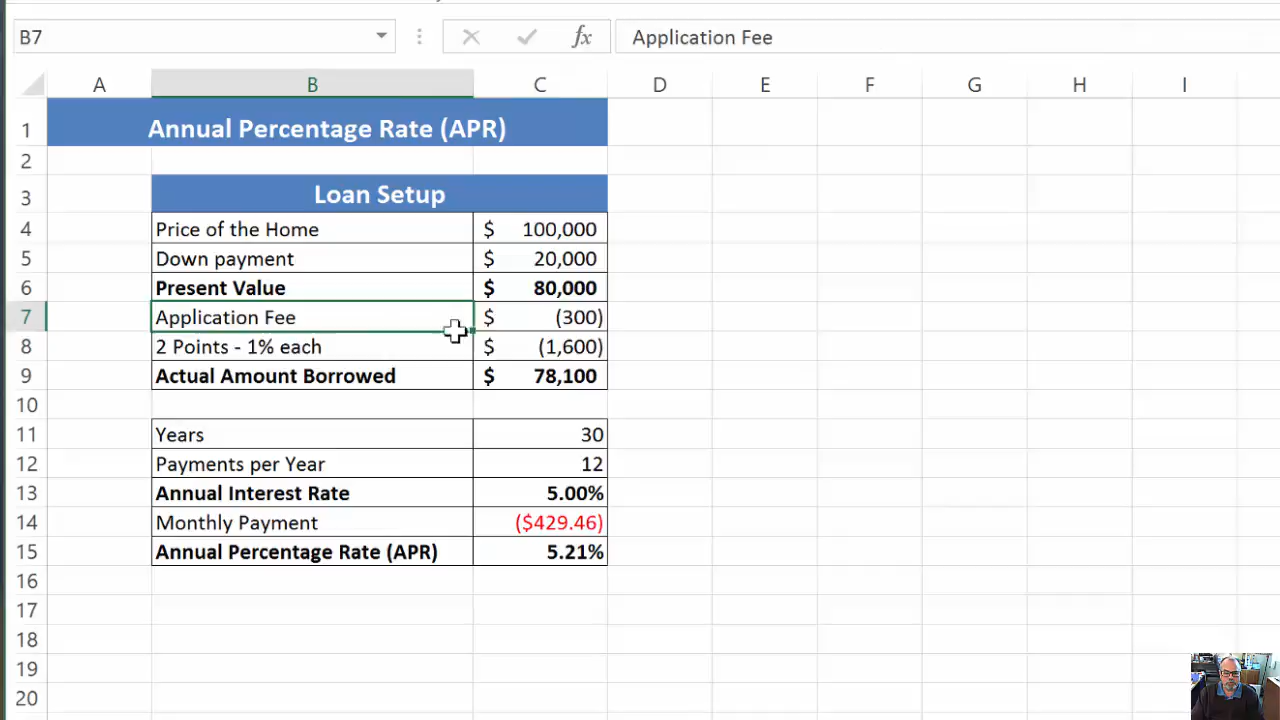 B7 fx Application Fee
A B C D E F G H I
1 Annual Percentage Rate (APR)
2
3 Loan Setup
4 Price of the Home $ 100,000
5 Down payment $ 20,000
6 Present Value $ 80,000
7 Application Fee $ (300)
8 2 Points - 1% each $ (1,600)
9 Actual Amount Borrowed $ 78,100
10
11 Years 30
12 Payments per Year 12
13 Annual Interest Rate 5.00%
14 Monthly Payment ($429.46)
15 Annual Percentage Rate (APR) 5.21%
16
17
18
19
20